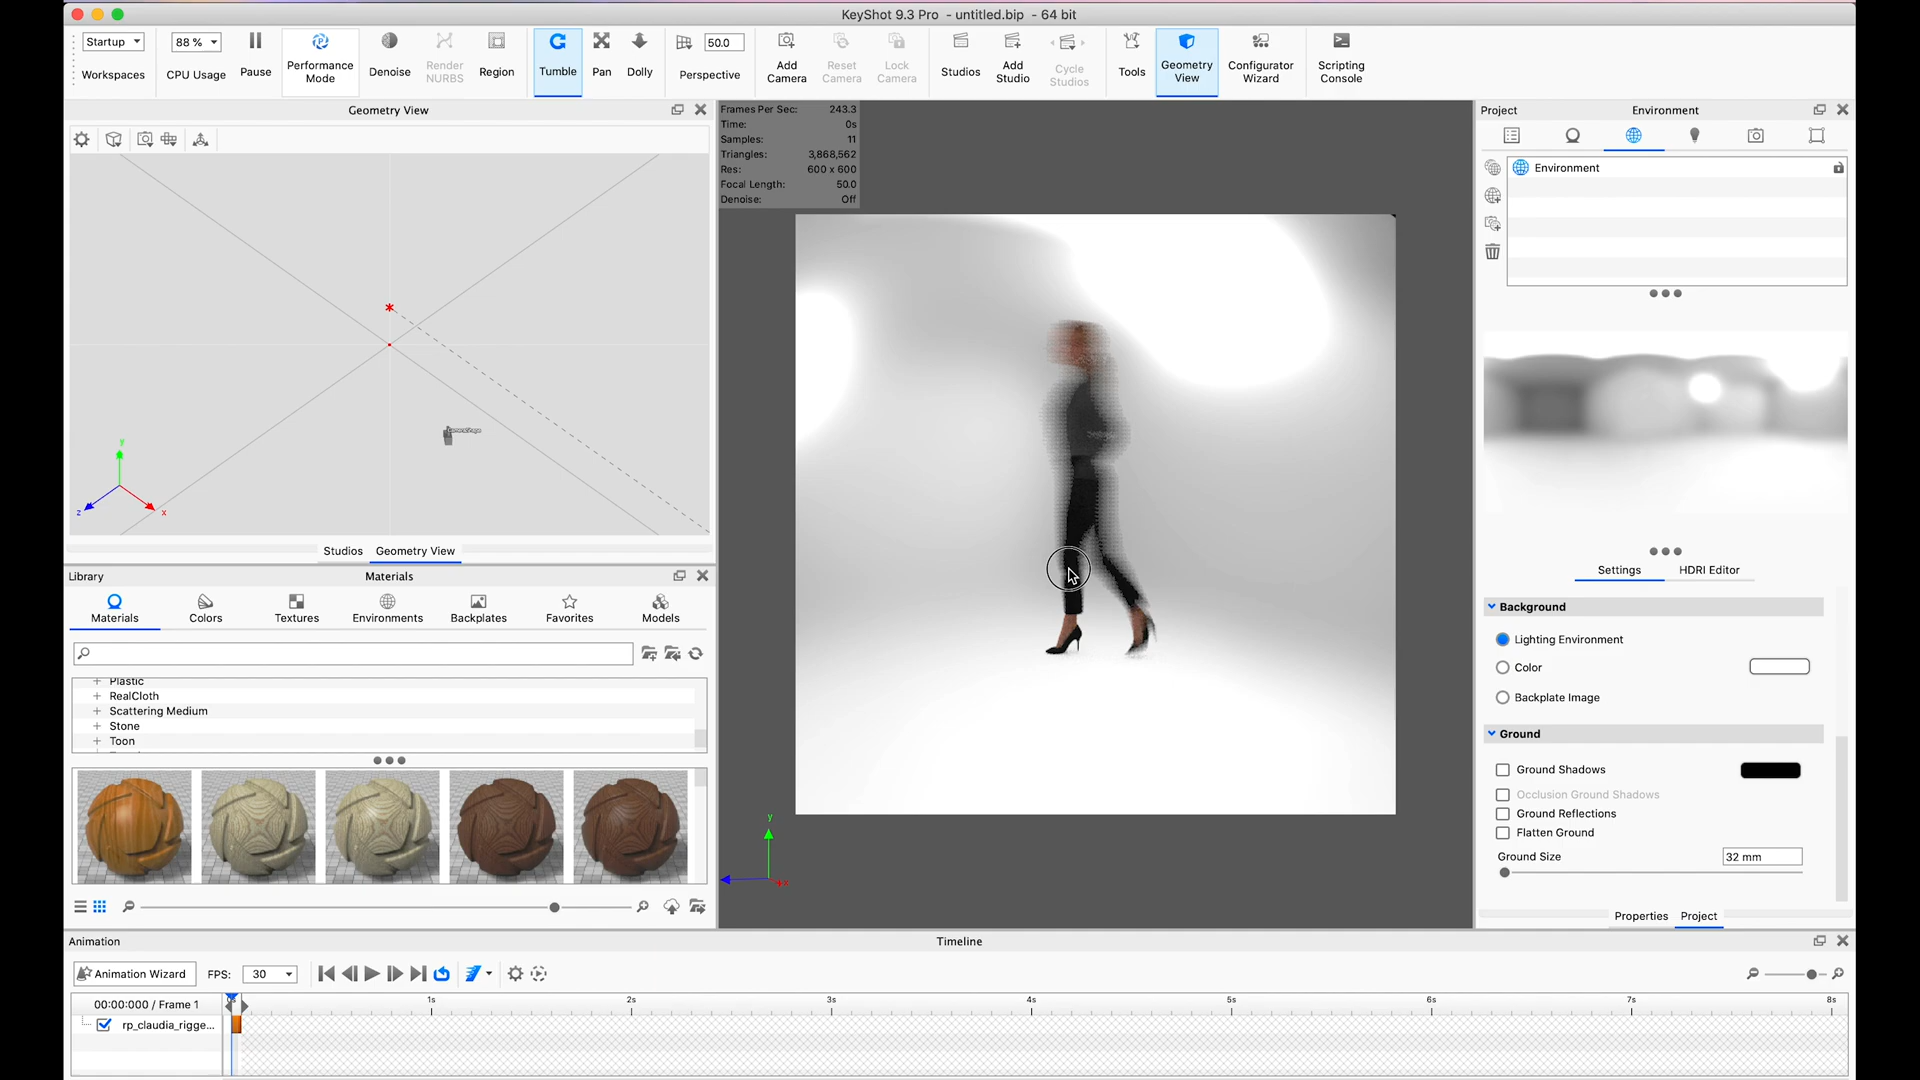 KeyShot 9.3 Pro - untitled.bip - 64 bit
Startup
Workspaces
88 %
CPU Usage
Pause
Performance
Mode
Denoise
Render
NURBS
Region
Tumble
Pan
Dolly
50.0
Perspective
Add
Camera
Reset
Camera
Lock
Camera
Studios
Add
Studio
Cycle
Studios
Tools
Geometry
View
Configurator
Wizard
Scripting
Console
Geometry View
y
z
x
Studios
Geometry View
Library
Materials
Materials
Colors
Textures
Environments
Backplates
Favorites
Models
Plastic
RealCloth
Scattering Medium
Stone
Toon
Frames Per Sec: 243.3
Time: 0s
Samples: 11
Triangles: 3,868,562
Res: 600 x 600
Focal Length: 50.0
Denoise: Off
y
x
Project
Environment
Environment
Settings
HDRI Editor
Background
Lighting Environment
Color
Backplate Image
Ground
Ground Shadows
Occlusion Ground Shadows
Ground Reflections
Flatten Ground
Ground Size
32 mm
Properties
Project
Animation
Timeline
Animation Wizard
FPS:
30
00:00:000 / Frame 1
1s
2s
3s
4s
5s
6s
7s
8s
rp_claudia_rigge...